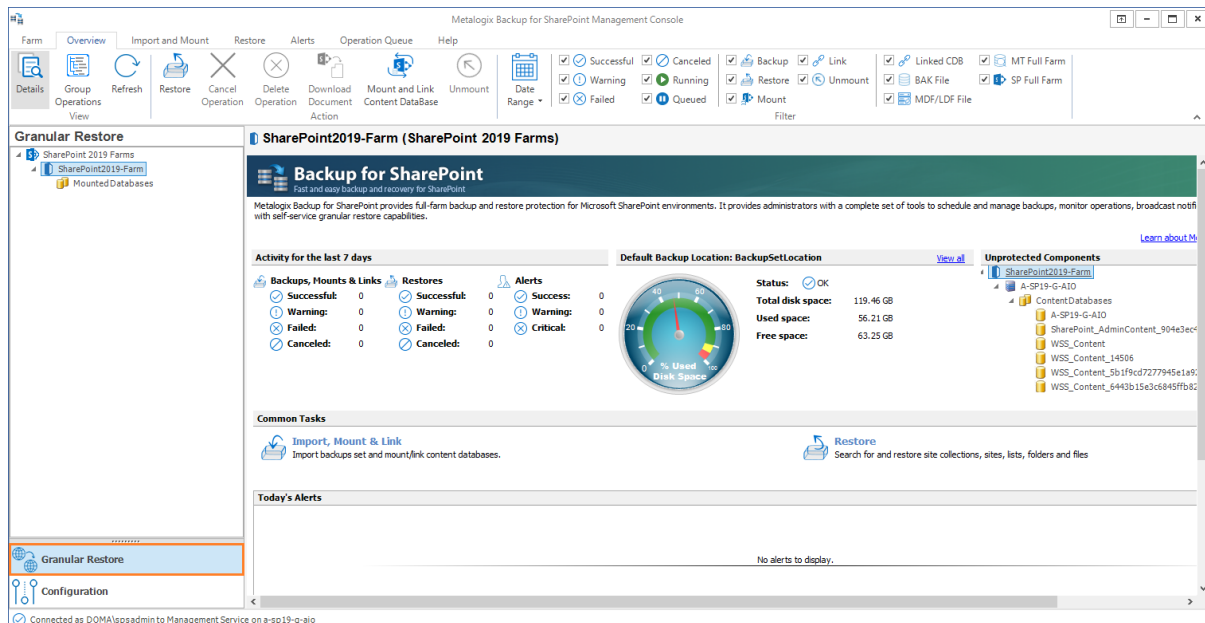 Metalogix Backup for SharePoint Management Console
Farm Overview Import and Mount Restore Alerts Operation Queue Help
Details
Group Operations
Refresh
View
Restore
Cancel Operation
Delete Operation
Download Document
Mount and Link Content DataBase
Unmount
Action
Date Range
Successful Canceled Backup Link Linked CDB MT Full Farm
Warning Running Restore Unmount BAK File SP Full Farm
Failed Queued Mount MDF/LDF File
Filter
Granular Restore
SharePoint 2019 Farms
SharePoint2019-Farm
MountedDatabases
Granular Restore
Configuration
SharePoint2019-Farm (SharePoint 2019 Farms)
Backup for SharePoint
Fast and easy backup and recovery for SharePoint
Metalogix Backup for SharePoint provides full-farm backup and restore protection for Microsoft SharePoint environments. It provides administrators with a complete set of tools to schedule and manage backups, monitor operations, broadcast notifi
with self-service granular restore capabilities.
Learn about M
Activity for the last 7 days
Backups, Mounts & Links Restores Alerts
Successful: 0 Successful: 0 Success: 0
Warning: 0 Warning: 0 Warning: 0
Failed: 0 Failed: 0 Critical: 0
Canceled: 0 Canceled: 0
Default Backup Location: BackupSetLocation View all
0 20 40 60 80 100
% Used
Disk Space
Status: OK
Total disk space: 119.46 GB
Used space: 56.21 GB
Free space: 63.25 GB
Unprotected Components
SharePoint2019-Farm
A-SP19-G-AIO
ContentDatabases
A-SP19-G-AIO
SharePoint_AdminContent_904e3ec4
WSS_Content
WSS_Content_14506
WSS_Content_5b1f9cd7277945e1a93
WSS_Content_6443b15e3c6845ffb82
Common Tasks
Import, Mount & Link
Import backups set and mount/link content databases.
Restore
Search for and restore site collections, sites, lists, folders and files
Today's Alerts
No alerts to display.
Connected as DOMA\spsadmin to Management Service on a-sp19-g-aio